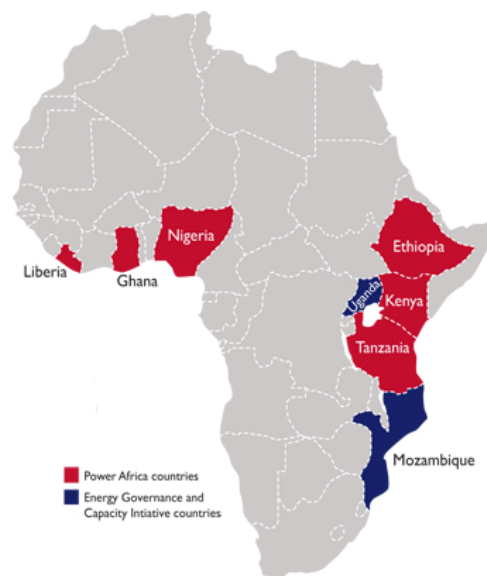 Nigeria
Ethiopia
Liberia
Ghana
Uganda
Kenya
Tanzania
Mozambique
Power Africa countries
Energy Governance and
Capacity Intiative countries